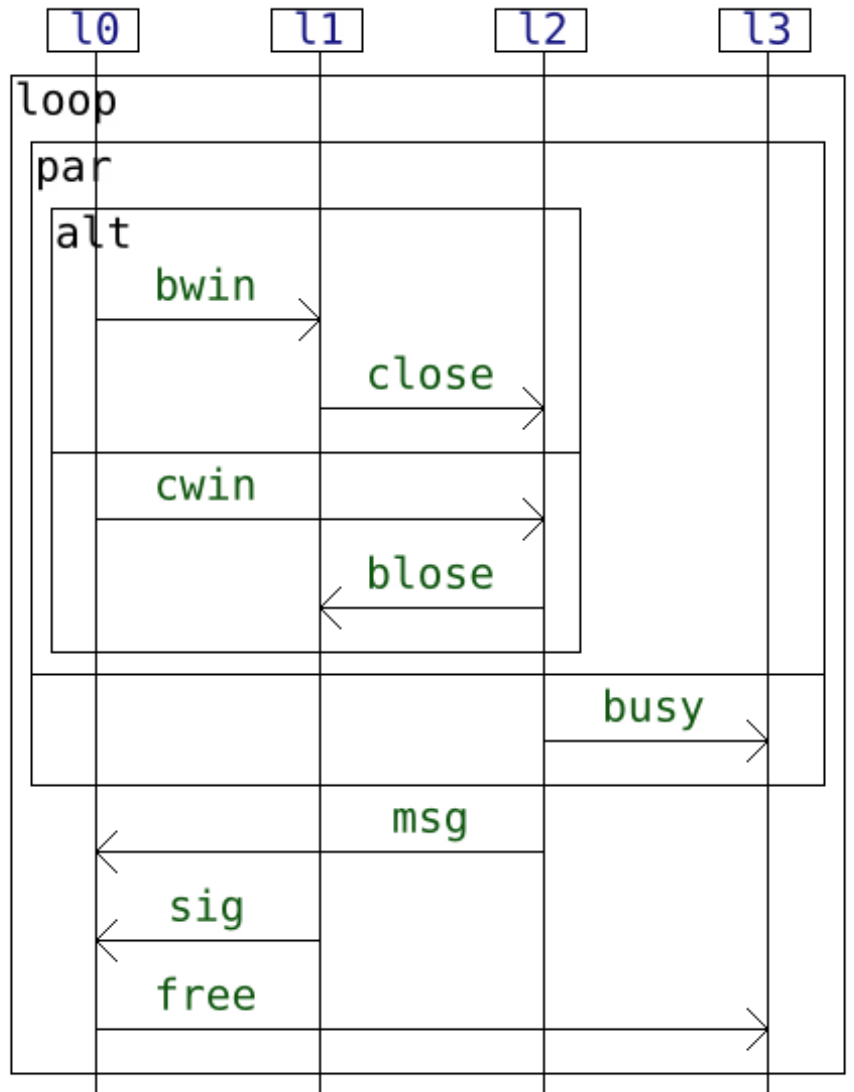 l0 l1 l2 l3
loop
par
alt
bwin
close
cwin
blose
busy
msg
sig
free